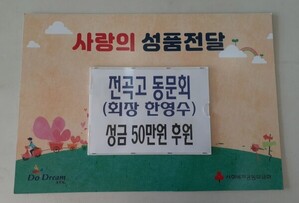 사랑의 성품전달
전곡고 동문회
(회장 한영수)
성금 50만원 후원
Do Dream